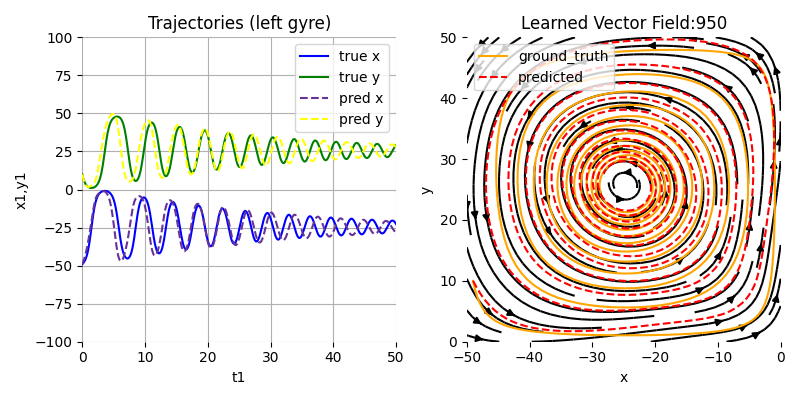 Trajectories (left gyre)
100
75
50
25
0
−25
−50
−75
−100
x1,y1
0
10
20
30
40
50
t1
true x
true y
pred x
pred y
Learned Vector Field:950
50
40
30
20
10
0
y
−50
−40
−30
−20
−10
0
x
ground_truth
predicted